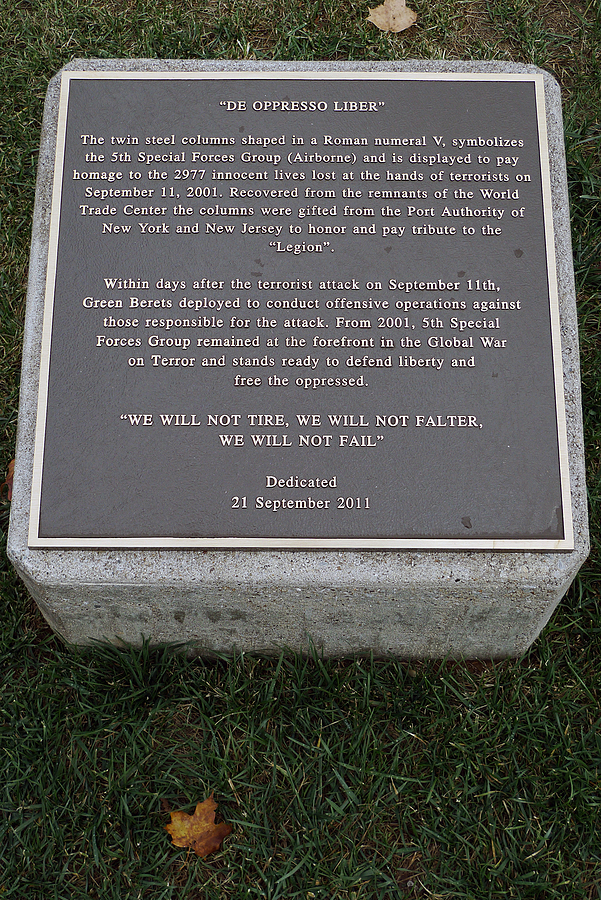 “DE OPPRESSO LIBER”
The twin steel columns shaped in a Roman numeral V, symbolizes
the 5th Special Forces Group (Airborne) and is displayed to pay
homage to the 2977 innocent lives lost at the hands of terrorists on
September 11, 2001. Recovered from the remnants of the World
Trade Center the columns were gifted from the Port Authority of
New York and New Jersey to honor and pay tribute to the
“Legion”.
Within days after the terrorist attack on September 11th,
Green Berets deployed to conduct offensive operations against
those responsible for the attack. From 2001, 5th Special
Forces Group remained at the forefront in the Global War
on Terror and stands ready to defend liberty and
free the oppressed.
“WE WILL NOT TIRE, WE WILL NOT FALTER,
WE WILL NOT FAIL”
Dedicated
21 September 2011